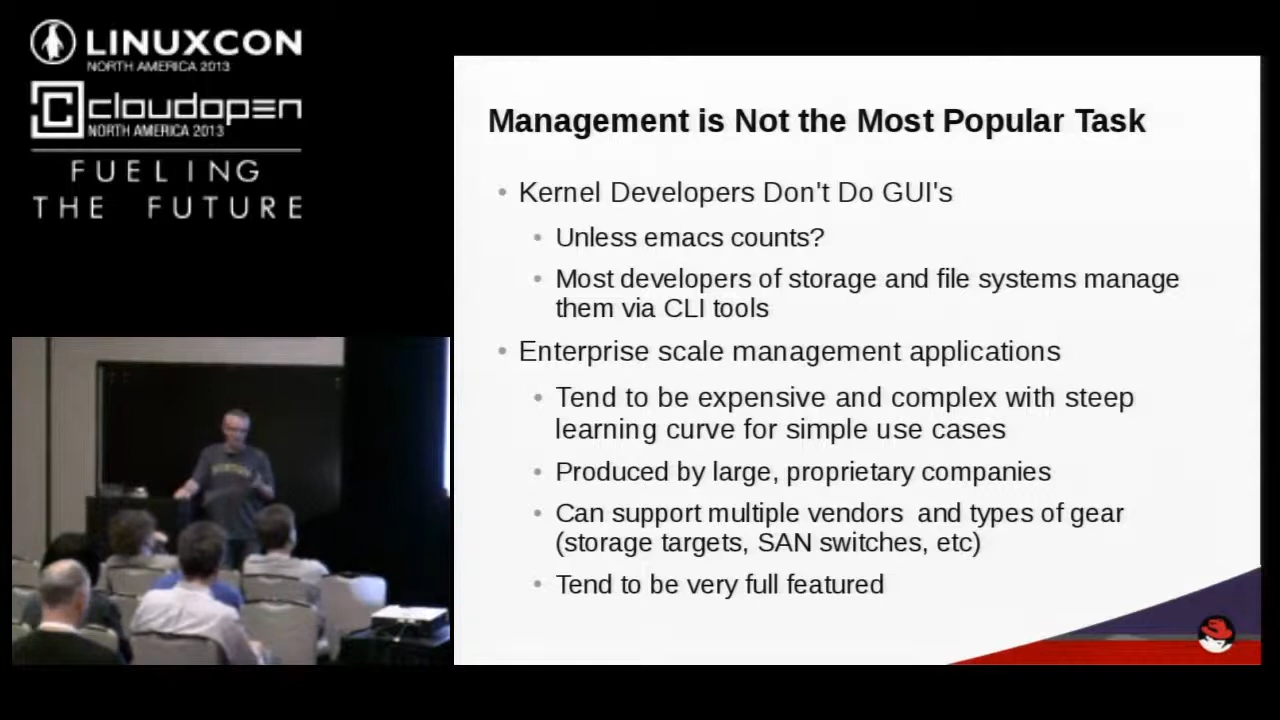 LINUXCON
NORTH AMERICA 2013
cloudopen
NORTH AMERICA 2013
FUELING
THE FUTURE
Management is Not the Most Popular Task
• Kernel Developers Don't Do GUI's
• Unless emacs counts?
• Most developers of storage and file systems manage
them via CLI tools
• Enterprise scale management applications
• Tend to be expensive and complex with steep
learning curve for simple use cases
• Produced by large, proprietary companies
• Can support multiple vendors  and types of gear
(storage targets, SAN switches, etc)
• Tend to be very full featured